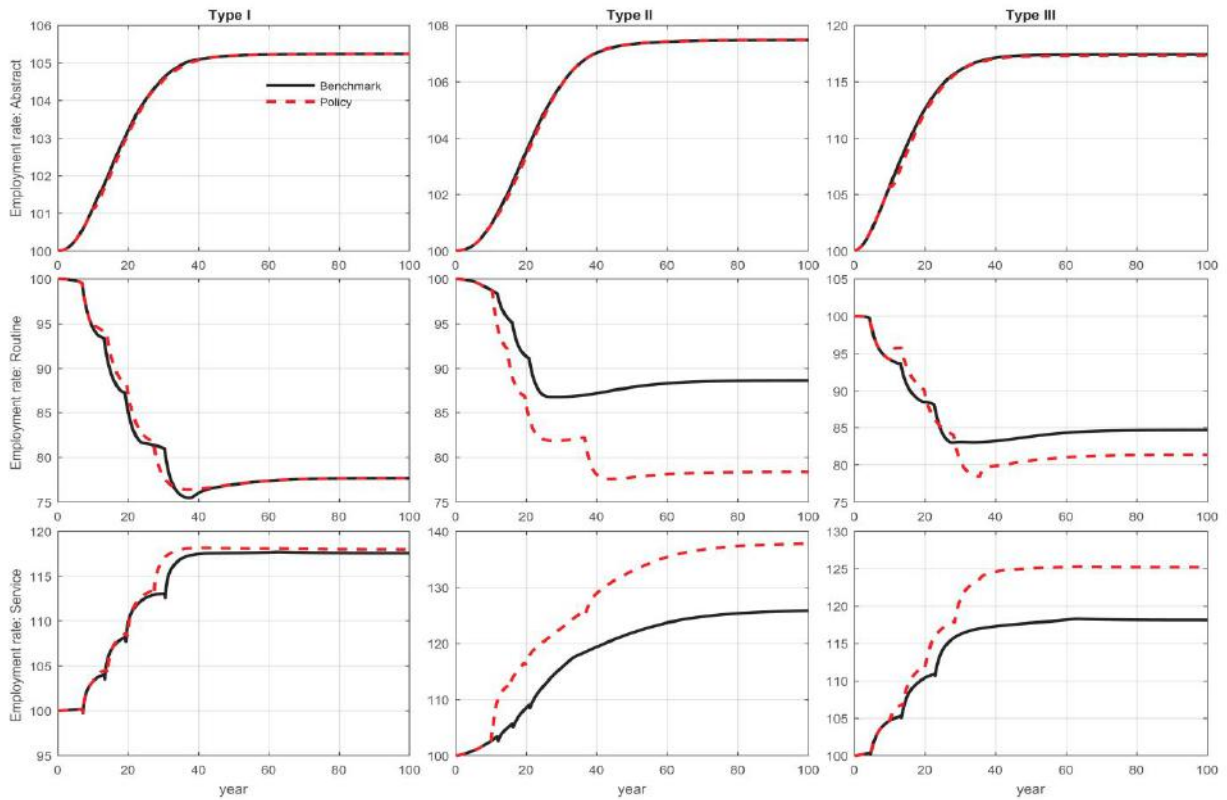 Type I
Type II
Type III
Employment rate: Abstract
106
105
104
103
102
101
100
0 20 40 60 80 100
Benchmark
Policy
108
106
104
102
100
0 20 40 60 80 100
120
115
110
105
100
0 20 40 60 80 100
Employment rate: Routine
100
95
90
85
80
75
0 20 40 60 80 100
100
95
90
85
80
75
0 20 40 60 80 100
105
100
95
90
85
80
75
0 20 40 60 80 100
Employment rate: Service
120
115
110
105
100
95
0 20 40 60 80 100
year
140
130
120
110
100
0 20 40 60 80 100
year
130
125
120
115
110
105
100
0 20 40 60 80 100
year